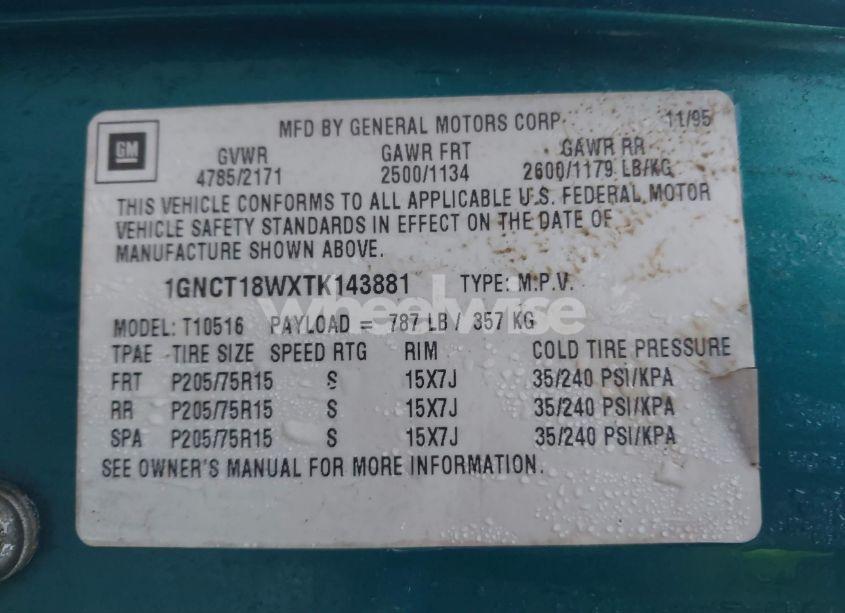 GM
MFD BY GENERAL MOTORS CORP 11/95
GVWR GAWR FRT GAWR RR
4785/2171 2500/1134 2600/1179 LB/KG
THIS VEHICLE CONFORMS TO ALL APPLICABLE U.S. FEDERAL MOTOR
VEHICLE SAFETY STANDARDS IN EFFECT ON THE DATE OF
MANUFACTURE SHOWN ABOVE.
1GNCT18WXTK143881 TYPE: M.P.V.
Wheelwise
MODEL: T10516 PAYLOAD = 787 LB/ 357 KG
TPAE TIRE SIZE SPEED RTG RIM COLD TIRE PRESSURE
FRT P205/75R15 S 15X7J 35/240 PSI/KPA
RR P205/75R15 S 15X7J 35/240 PSI/KPA
SPA P205/75R15 S 15X7J 35/240 PSI/KPA
SEE OWNER'S MANUAL FOR MORE INFORMATION.